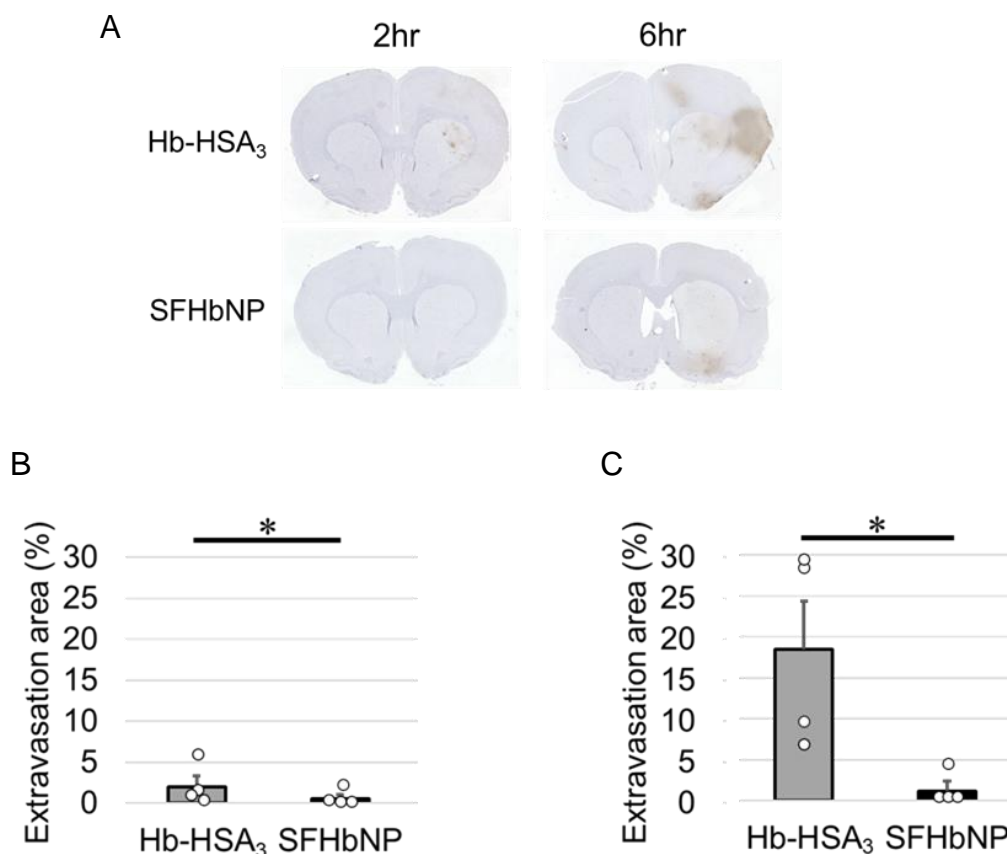 A
2hr 6hr
Hb-HSA₃
SFHbNP
B
*
Extravasation area (%)
30
25
20
15
10
5
0
Hb-HSA₃ SFHbNP
C
*
Extravasation area (%)
30
25
20
15
10
5
0
Hb-HSA₃ SFHbNP